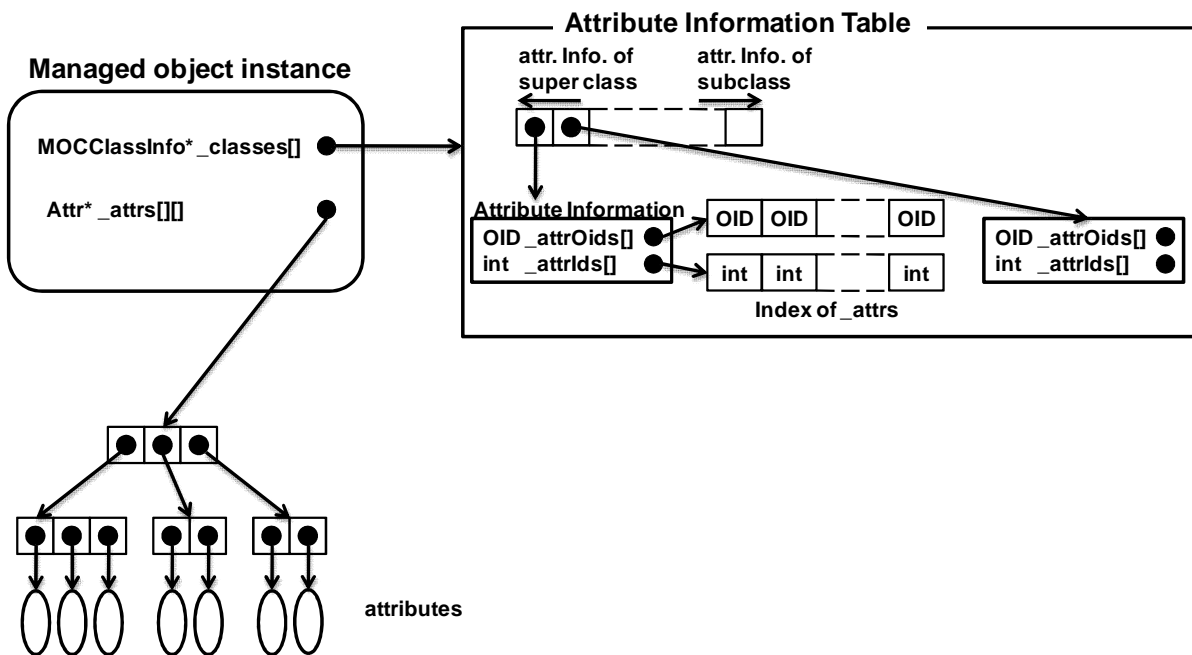 Attribute Information Table
attr. Info. of
super class
attr. Info. of
subclass
Managed object instance
MOCClassInfo* _classes[]
Attr* _attrs[][]
Attribute Information
OID _attrOids[]
int _attrIds[]
OID OID OID
int int int
Index of _attrs
OID _attrOids[]
int _attrIds[]
attributes